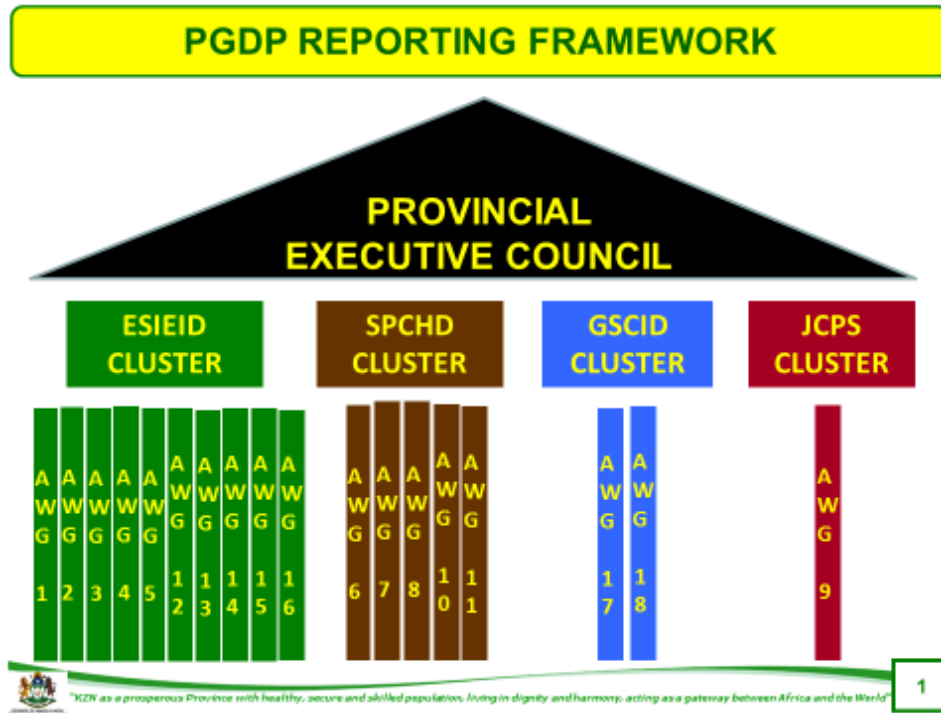 PGDP REPORTING FRAMEWORK
PROVINCIAL
EXECUTIVE COUNCIL
ESIEID
CLUSTER
SPCHD
CLUSTER
GSCID
CLUSTER
JCPS
CLUSTER
AWG 1
AWG 2
AWG 3
AWG 4
AWG 5
AWG 12
AWG 13
AWG 14
AWG 15
AWG 16
AWG 6
AWG 7
AWG 8
AWG 10
AWG 11
AWG 17
AWG 18
AWG 9
"KZN as a prosperous Province with healthy, secure and skilled population, living in dignity and harmony, acting as a gateway between Africa and the World"
1